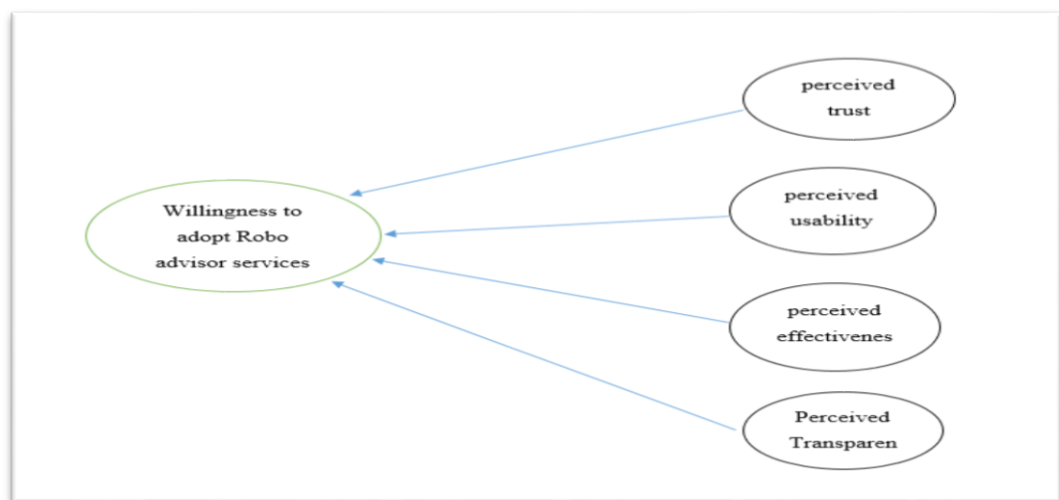 perceived
trust
Willingness to
adopt Robo
advisor services
perceived
usability
perceived
effectivenes
Perceived
Transparen